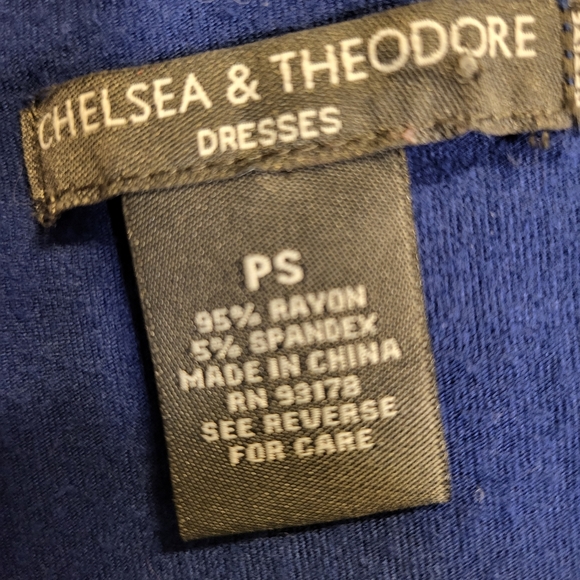 CHELSEA & THEODORE
DRESSES
PS
95% RAYON
5% SPANDEX
MADE IN CHINA
RN 93178
SEE REVERSE
FOR CARE